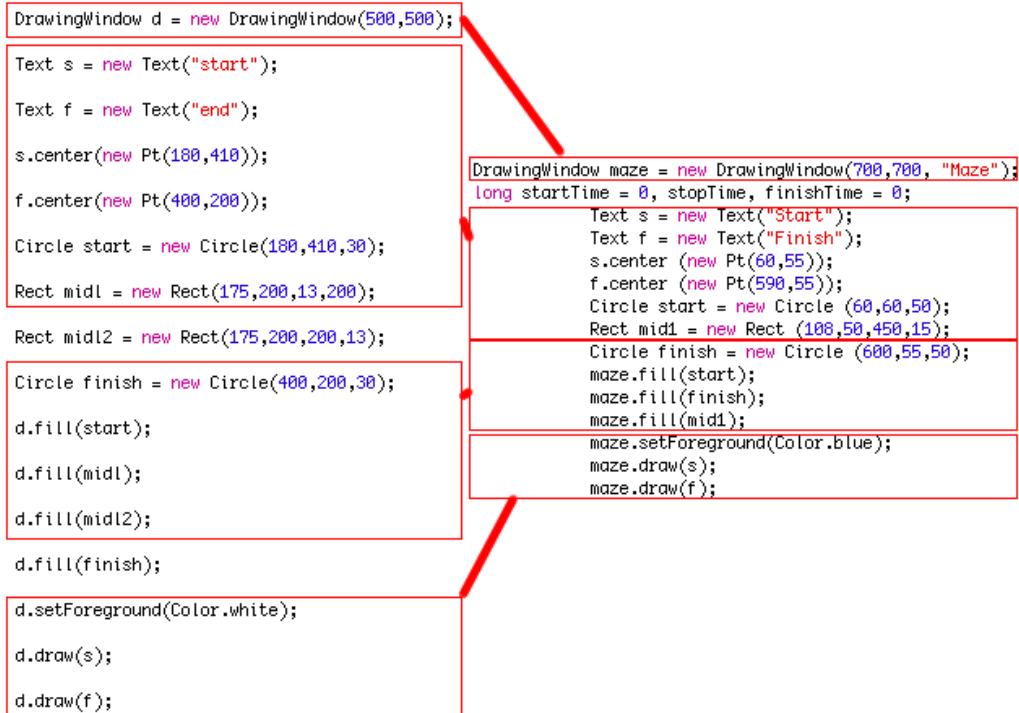 DrawingWindow d = new DrawingWindow(500,500);
Text s = new Text("start");
Text f = new Text("end");
s.center(new Pt(180,410));
f.center(new Pt(400,200));
Circle start = new Circle(180,410,30);
Rect midl = new Rect(175,200,13,200);
Rect midl2 = new Rect(175,200,200,13);
Circle finish = new Circle(400,200,30);
d.fill(start);
d.fill(midl);
d.fill(midl2);
d.fill(finish);
d.setForeground(Color.white);
d.draw(s);
d.draw(f);
DrawingWindow maze = new DrawingWindow(700,700, "Maze");
long startTime = 0, stopTime, finishTime = 0;
Text s = new Text("Start");
Text f = new Text("Finish");
s.center (new Pt(60,55));
f.center (new Pt(590,55));
Circle start = new Circle (60,60,50);
Rect mid1 = new Rect (108,50,450,15);
Circle finish = new Circle (600,55,50);
maze.fill(start);
maze.fill(finish);
maze.fill(mid1);
maze.setForeground(Color.blue);
maze.draw(s);
maze.draw(f);